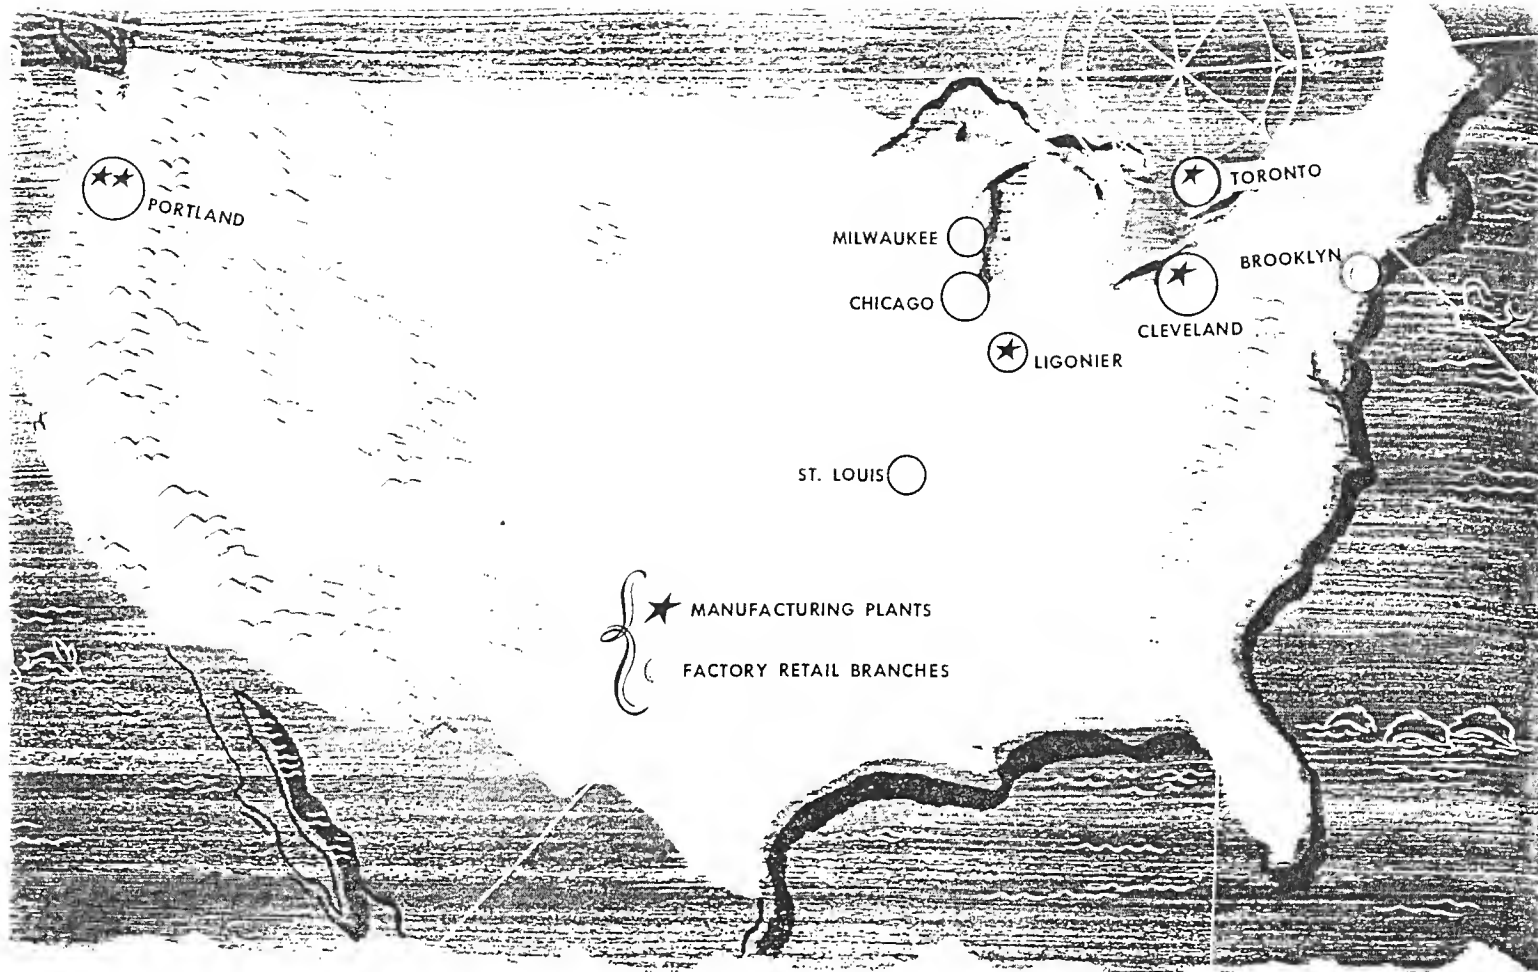 PORTLAND
TORONTO
MILWAUKEE
BROOKLYN
CHICAGO
CLEVELAND
LIGONIER
ST. LOUIS
MANUFACTURING PLANTS
FACTORY RETAIL BRANCHES